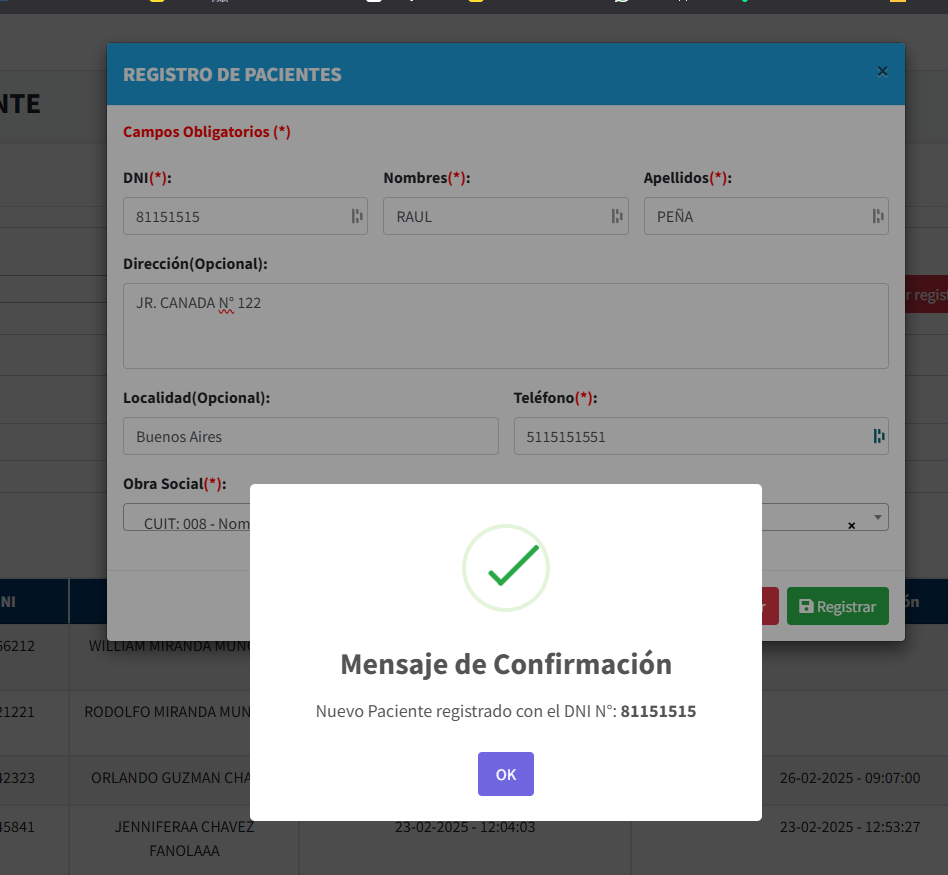 REGISTRO DE PACIENTES
×
NTE
Campos Obligatorios (*)
DNI(*): Nombres(*): Apellidos(*):
81151515 RAUL PEÑA
Dirección(Opcional):
JR. CANADA N° 122
r regist
Localidad(Opcional): Teléfono(*):
Buenos Aires 5115151551
Obra Social(*):
CUIT: 008 - Nom ×
NI ón
r Registrar
66212 WILLIAM MIRANDA MUÑO
Mensaje de Confirmación
21221 RODOLFO MIRANDA MUN
Nuevo Paciente registrado con el DNI N°: 81151515
OK
42323 ORLANDO GUZMAN CHA 26-02-2025 - 09:07:00
45841 JENNIFERAA CHAVEZ 23-02-2025 - 12:04:03 23-02-2025 - 12:53:27
FANOLAAA